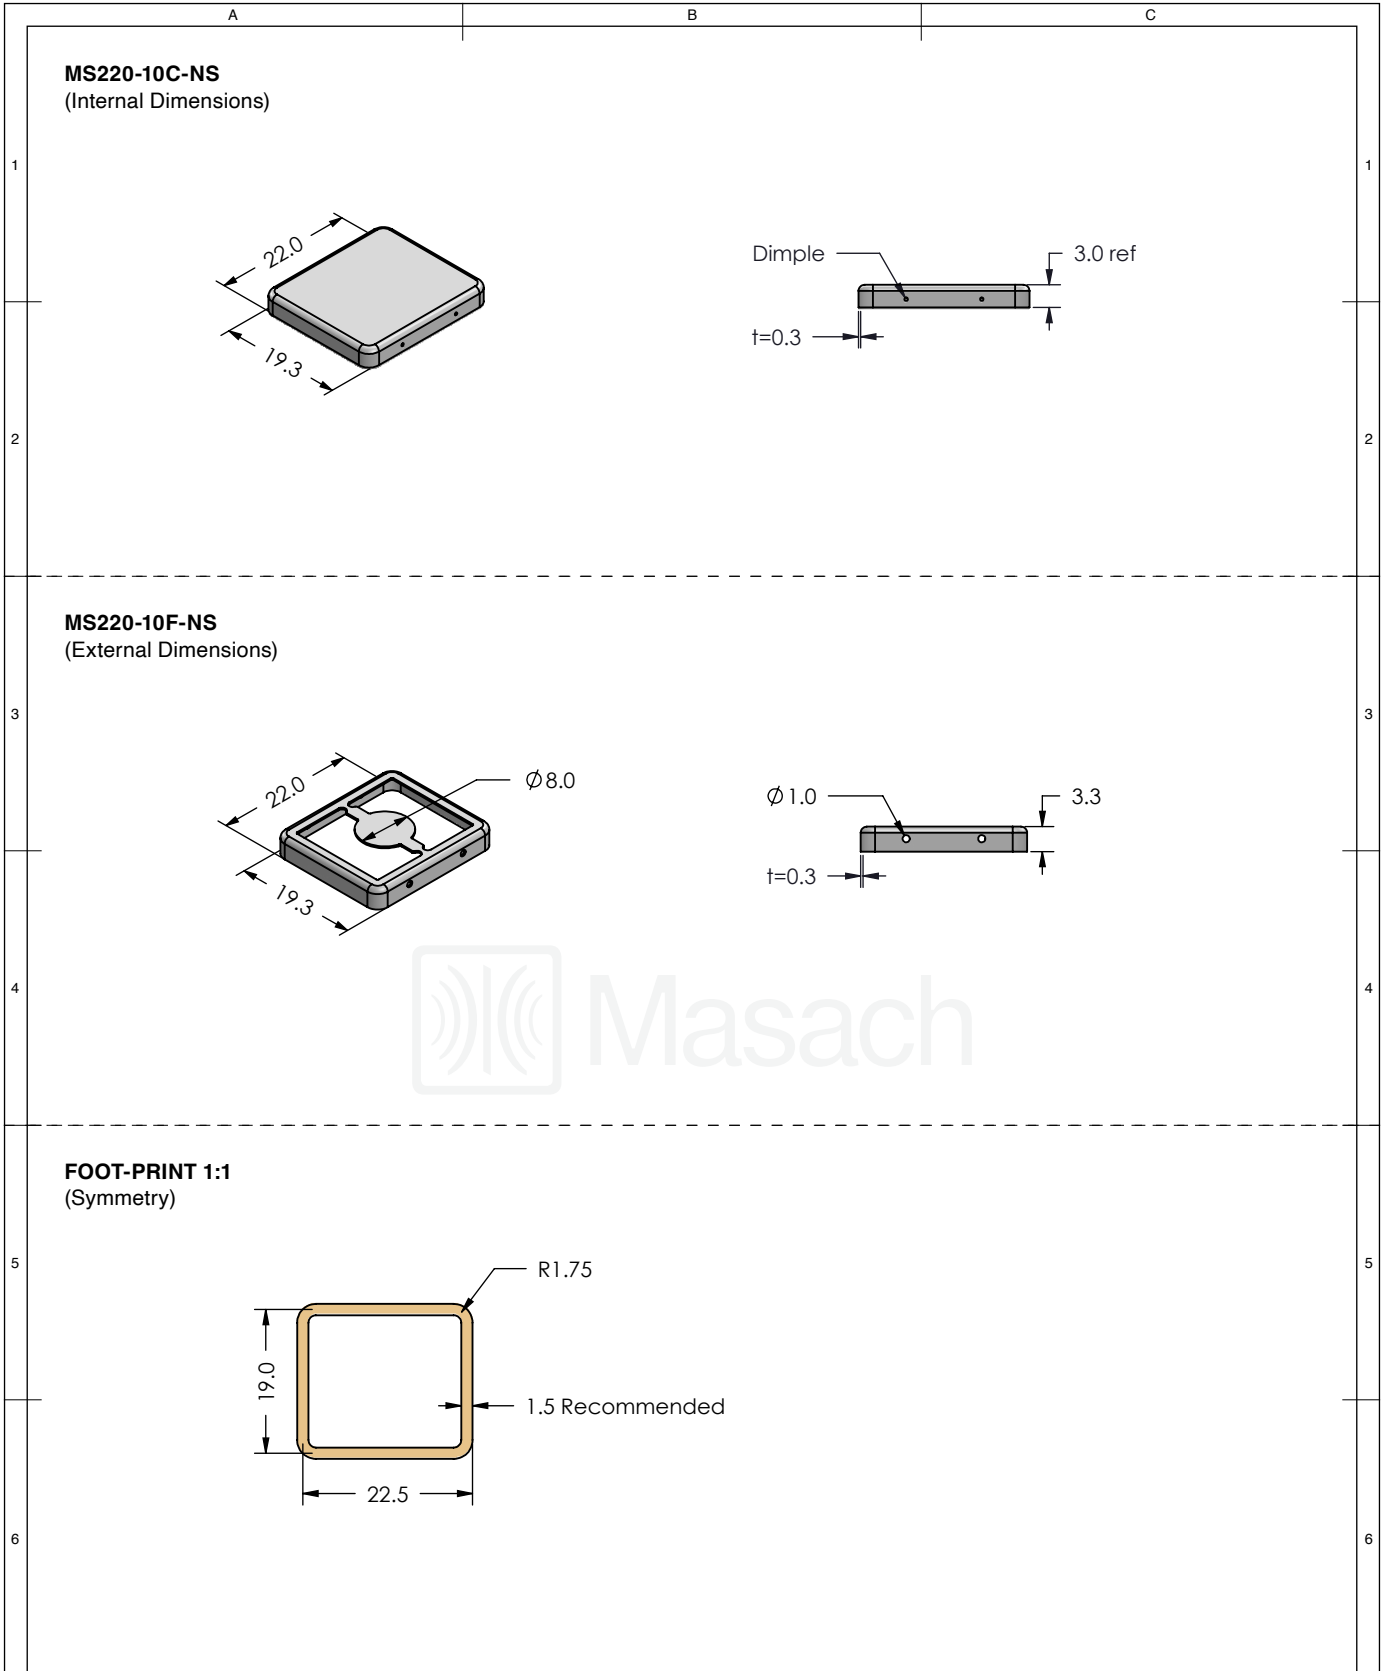 A B C
MS220-10C-NS
(Internal Dimensions)
1 1
22.0
19.3
Dimple
3.0 ref
t=0.3
2 2
MS220-10F-NS
(External Dimensions)
3 3
22.0
Ø8.0
19.3
Ø1.0
3.3
t=0.3
4 4
Masach
FOOT-PRINT 1:1
(Symmetry)
5 5
R1.75
19.0
1.5 Recommended
22.5
6 6